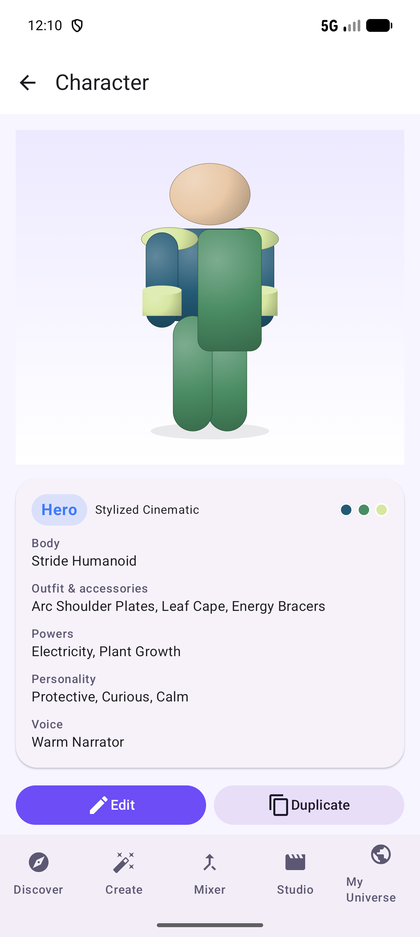 12:10
5G
Character
Hero
Stylized Cinematic
Body
Stride Humanoid
Outfit & accessories
Arc Shoulder Plates, Leaf Cape, Energy Bracers
Powers
Electricity, Plant Growth
Personality
Protective, Curious, Calm
Voice
Warm Narrator
Edit
Duplicate
Discover
Create
Mixer
Studio
My
Universe